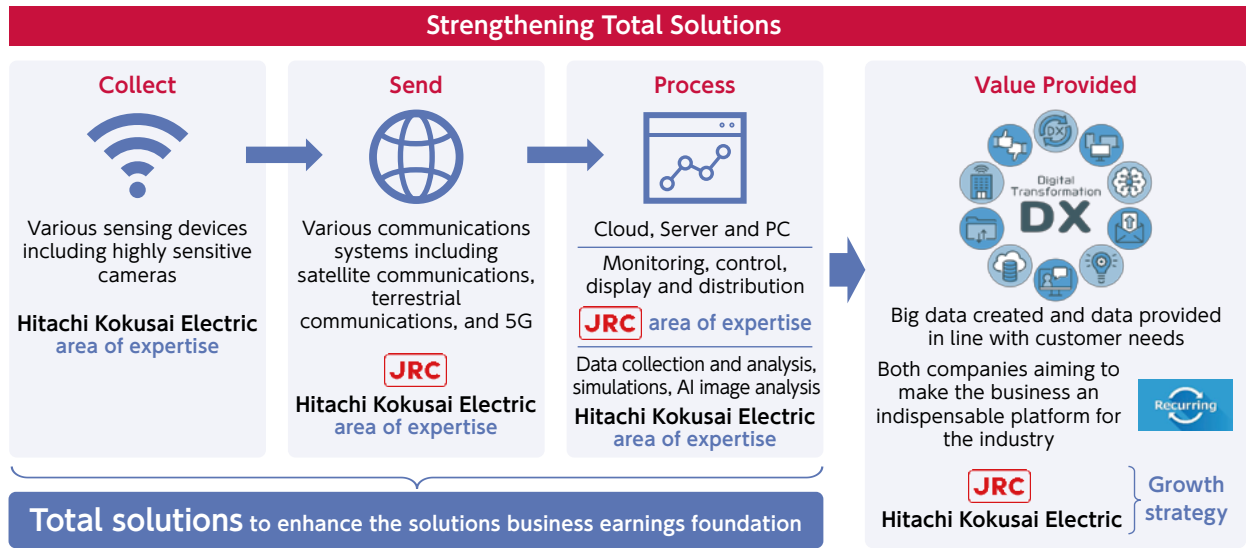 Strengthening Total Solutions
Collect
Various sensing devices
including highly sensitive
cameras
Hitachi Kokusai Electric
area of expertise
Send
Various communications
systems including
satellite communications,
terrestrial
communications, and 5G
JRC
Hitachi Kokusai Electric
area of expertise
Process
Cloud, Server and PC
Monitoring, control,
display and distribution
JRC area of expertise
Data collection and analysis,
simulations, AI image analysis
Hitachi Kokusai Electric
area of expertise
Total solutions to enhance the solutions business earnings foundation
Value Provided
DX
Digital
Transformation
DX
Big data created and data provided
in line with customer needs
Both companies aiming to
make the business an
indispensable platform for
the industry
Recurring
JRC
Hitachi Kokusai Electric
Growth
strategy